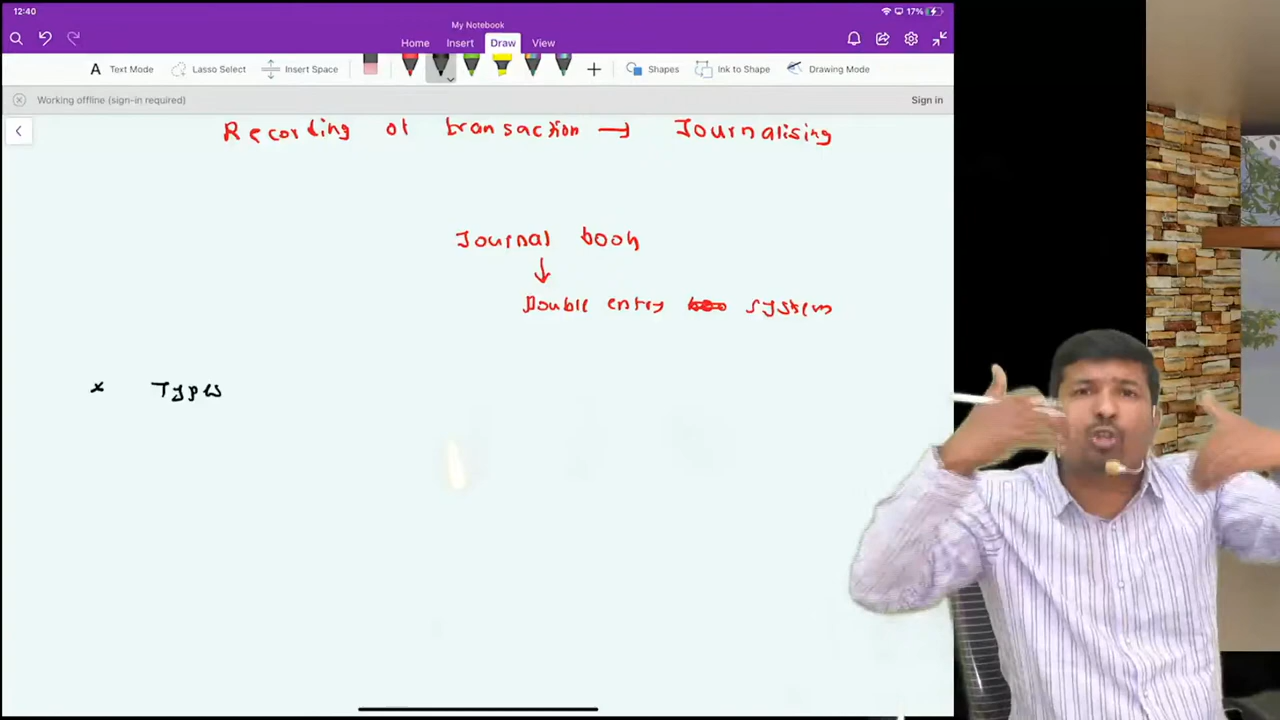 12:40
17%
My Notebook
Home Insert Draw View
Text Mode Lasso Select Insert Space Shapes Ink to Shape Drawing Mode
Working offline (sign-in required) Sign in
Recording of transaction → Journalising
Journal book
↓
Double entry system
* Types